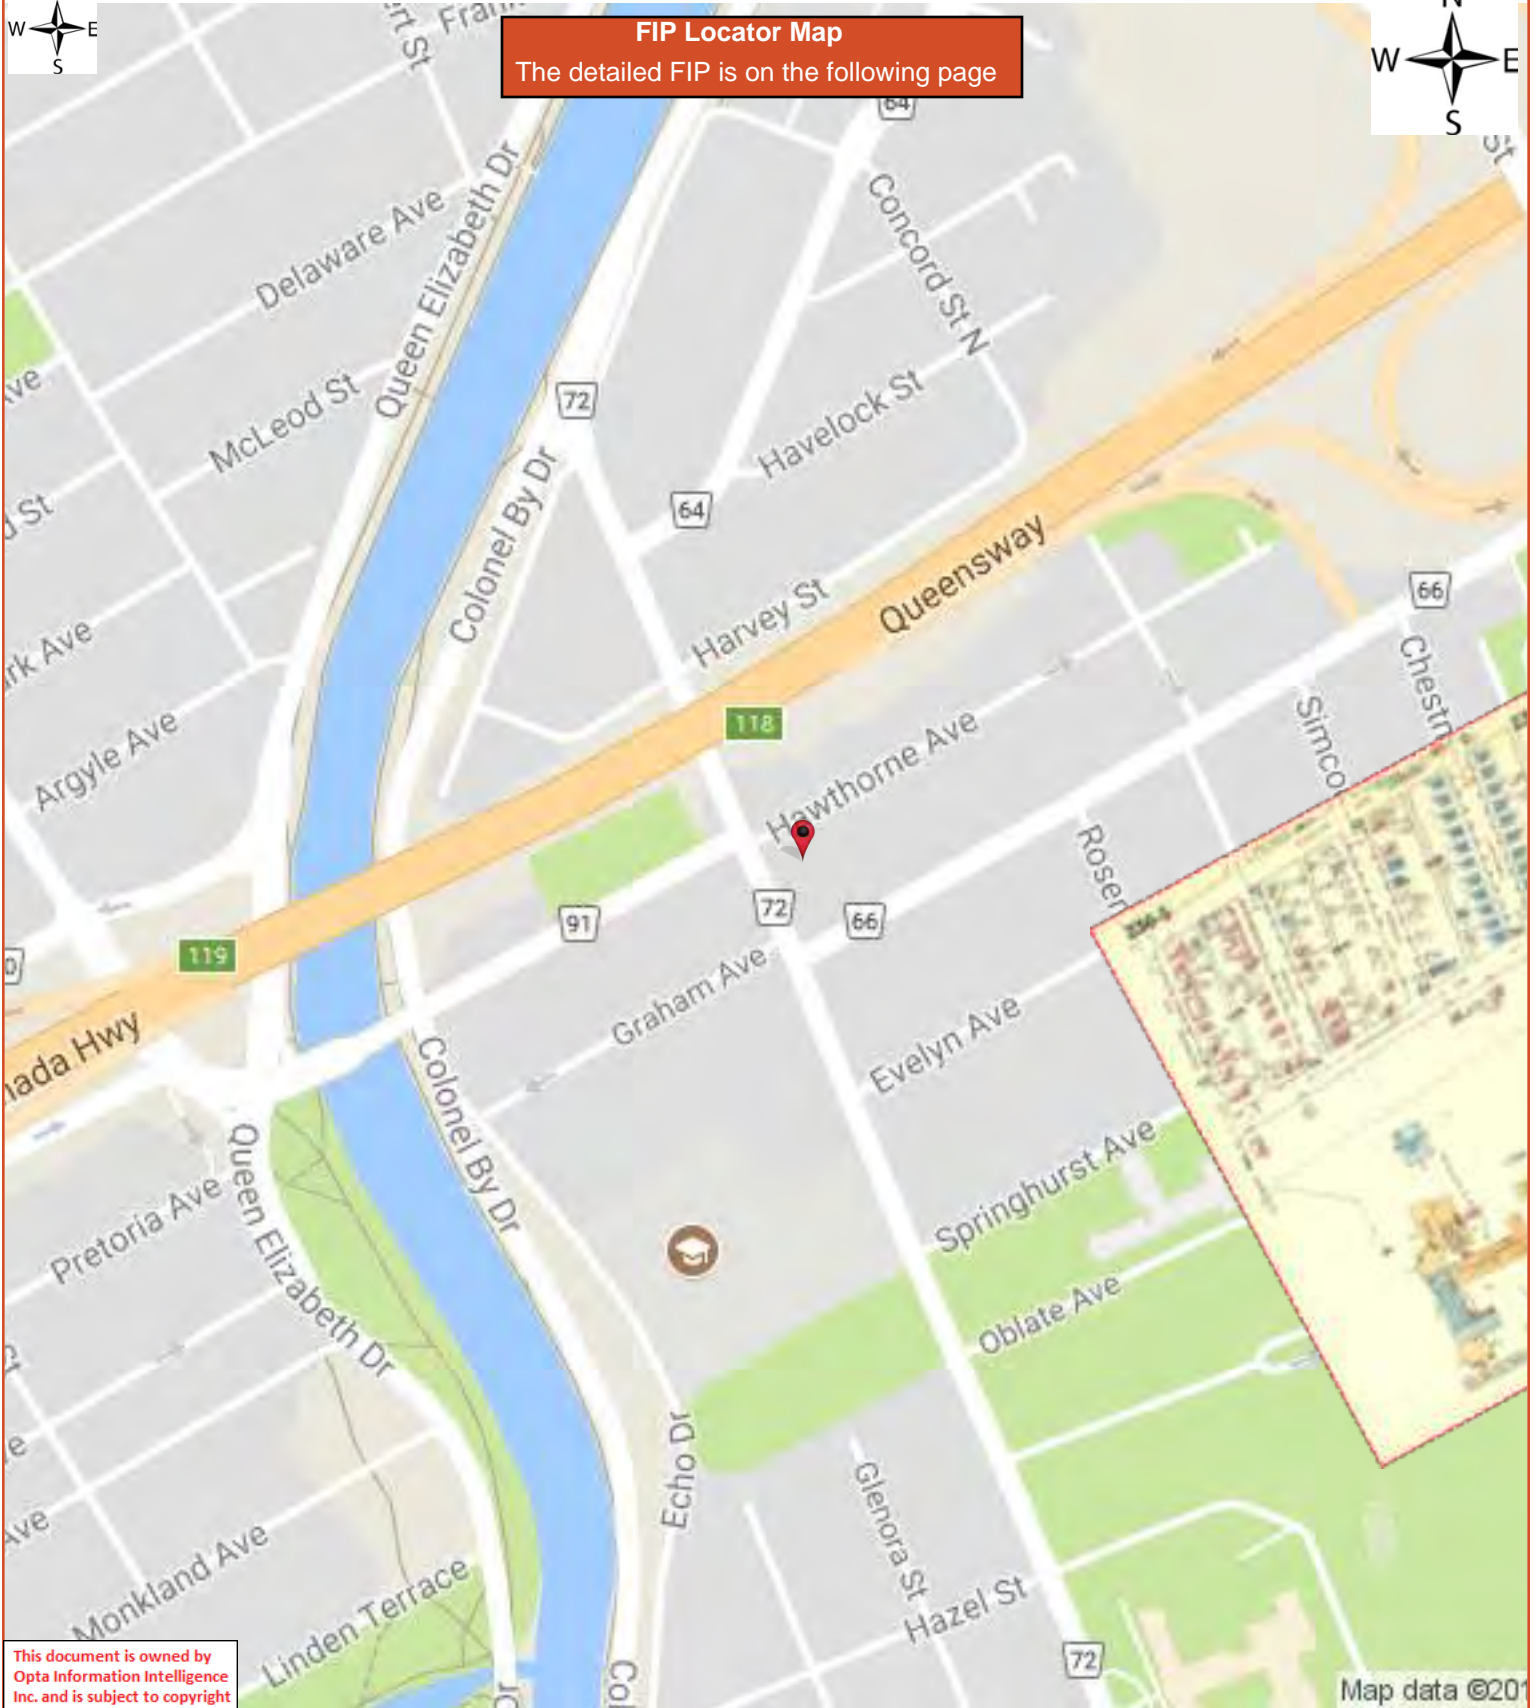 W E
S
FIP Locator Map
The detailed FIP is on the following page
N
W E
S
St
64
Concord St N
Delaware Ave
Queen Elizabeth Dr
McLeod St
72
Havelock St
Colonel By Dr
64
Queensway
Harvey St
66
Argyle Ave
118
Hawthorne Ave
72
66
91
119
Graham Ave
Evelyn Ave
Colonel By Dr
Queen Elizabeth Dr
Pretoria Ave
Springhurst Ave
Oblate Ave
Echo Dr
Glenora St
Monkland Ave
Linden Terrace
Hazel St
72
This document is owned by
Opta Information Intelligence
Inc. and is subject to copyright
Map data ©201